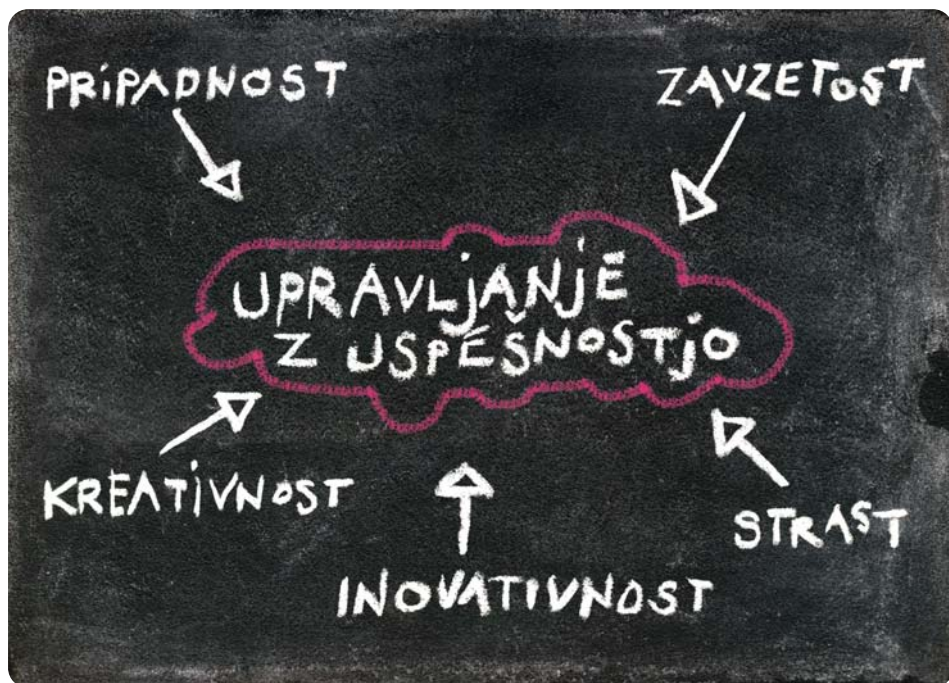 PRIPADNOST
ZAVZETOST
UPRAVLJANJE
Z USPEŠNOSTJO
KREATIVNOST
STRAST
INOVATIVNOST